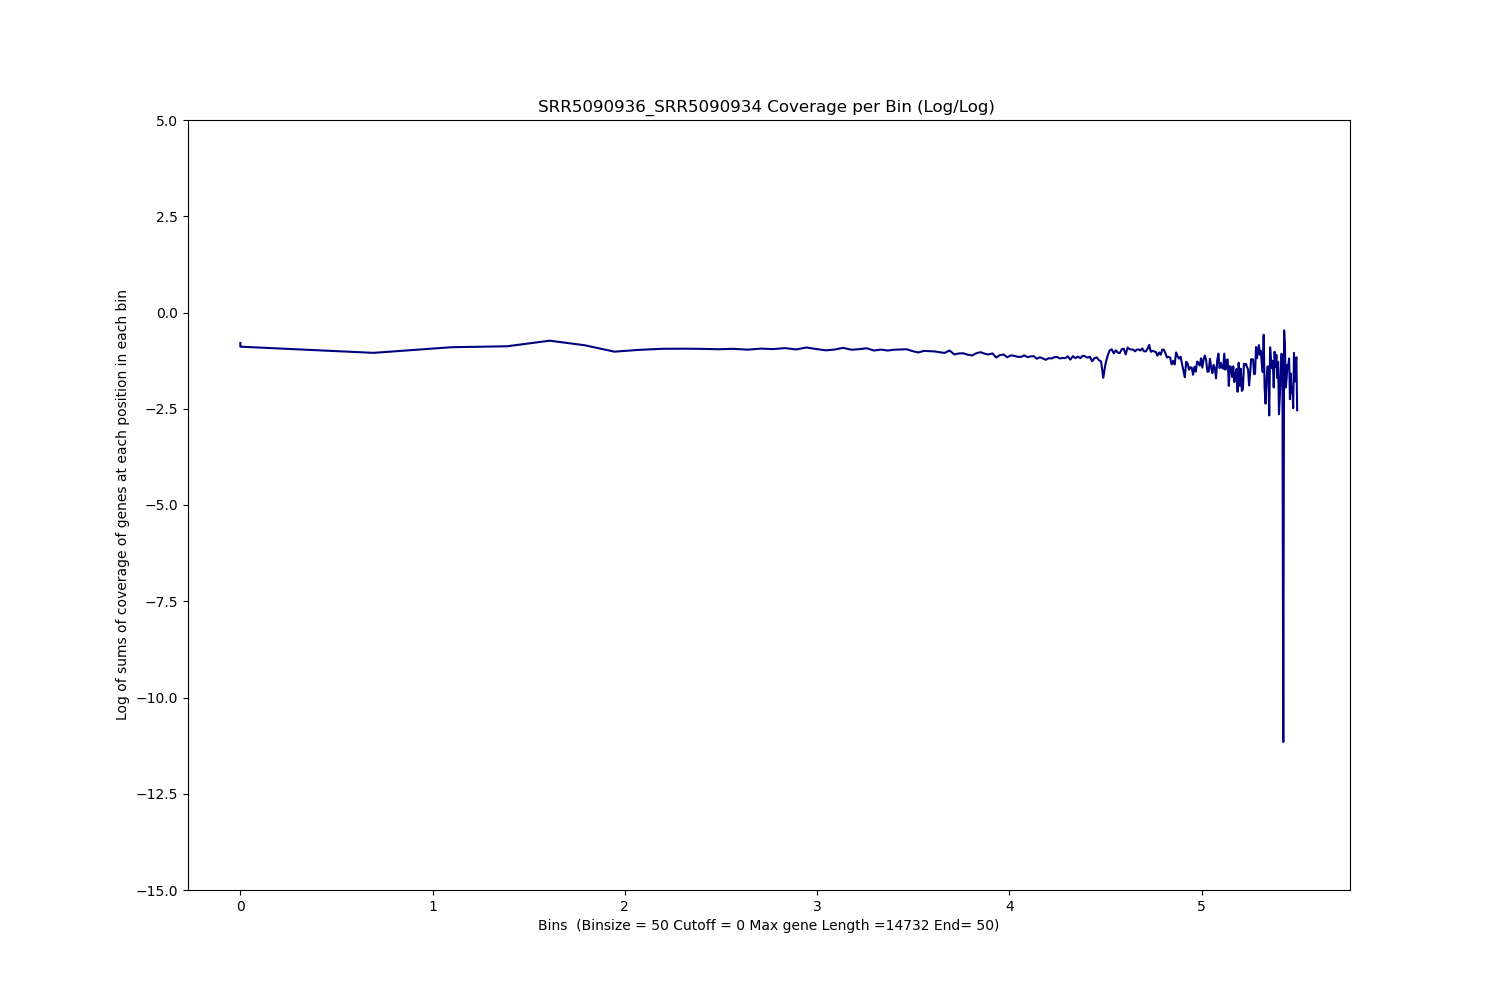 SRR5090936_SRR5090934 Coverage per Bin (Log/Log)
5.0
2.5
0.0
−2.5
−5.0
−7.5
−10.0
−12.5
−15.0
Log of sums of coverage of genes at each position in each bin
0 1 2 3 4 5
Bins  (Binsize = 50 Cutoff = 0 Max gene Length =14732 End= 50)